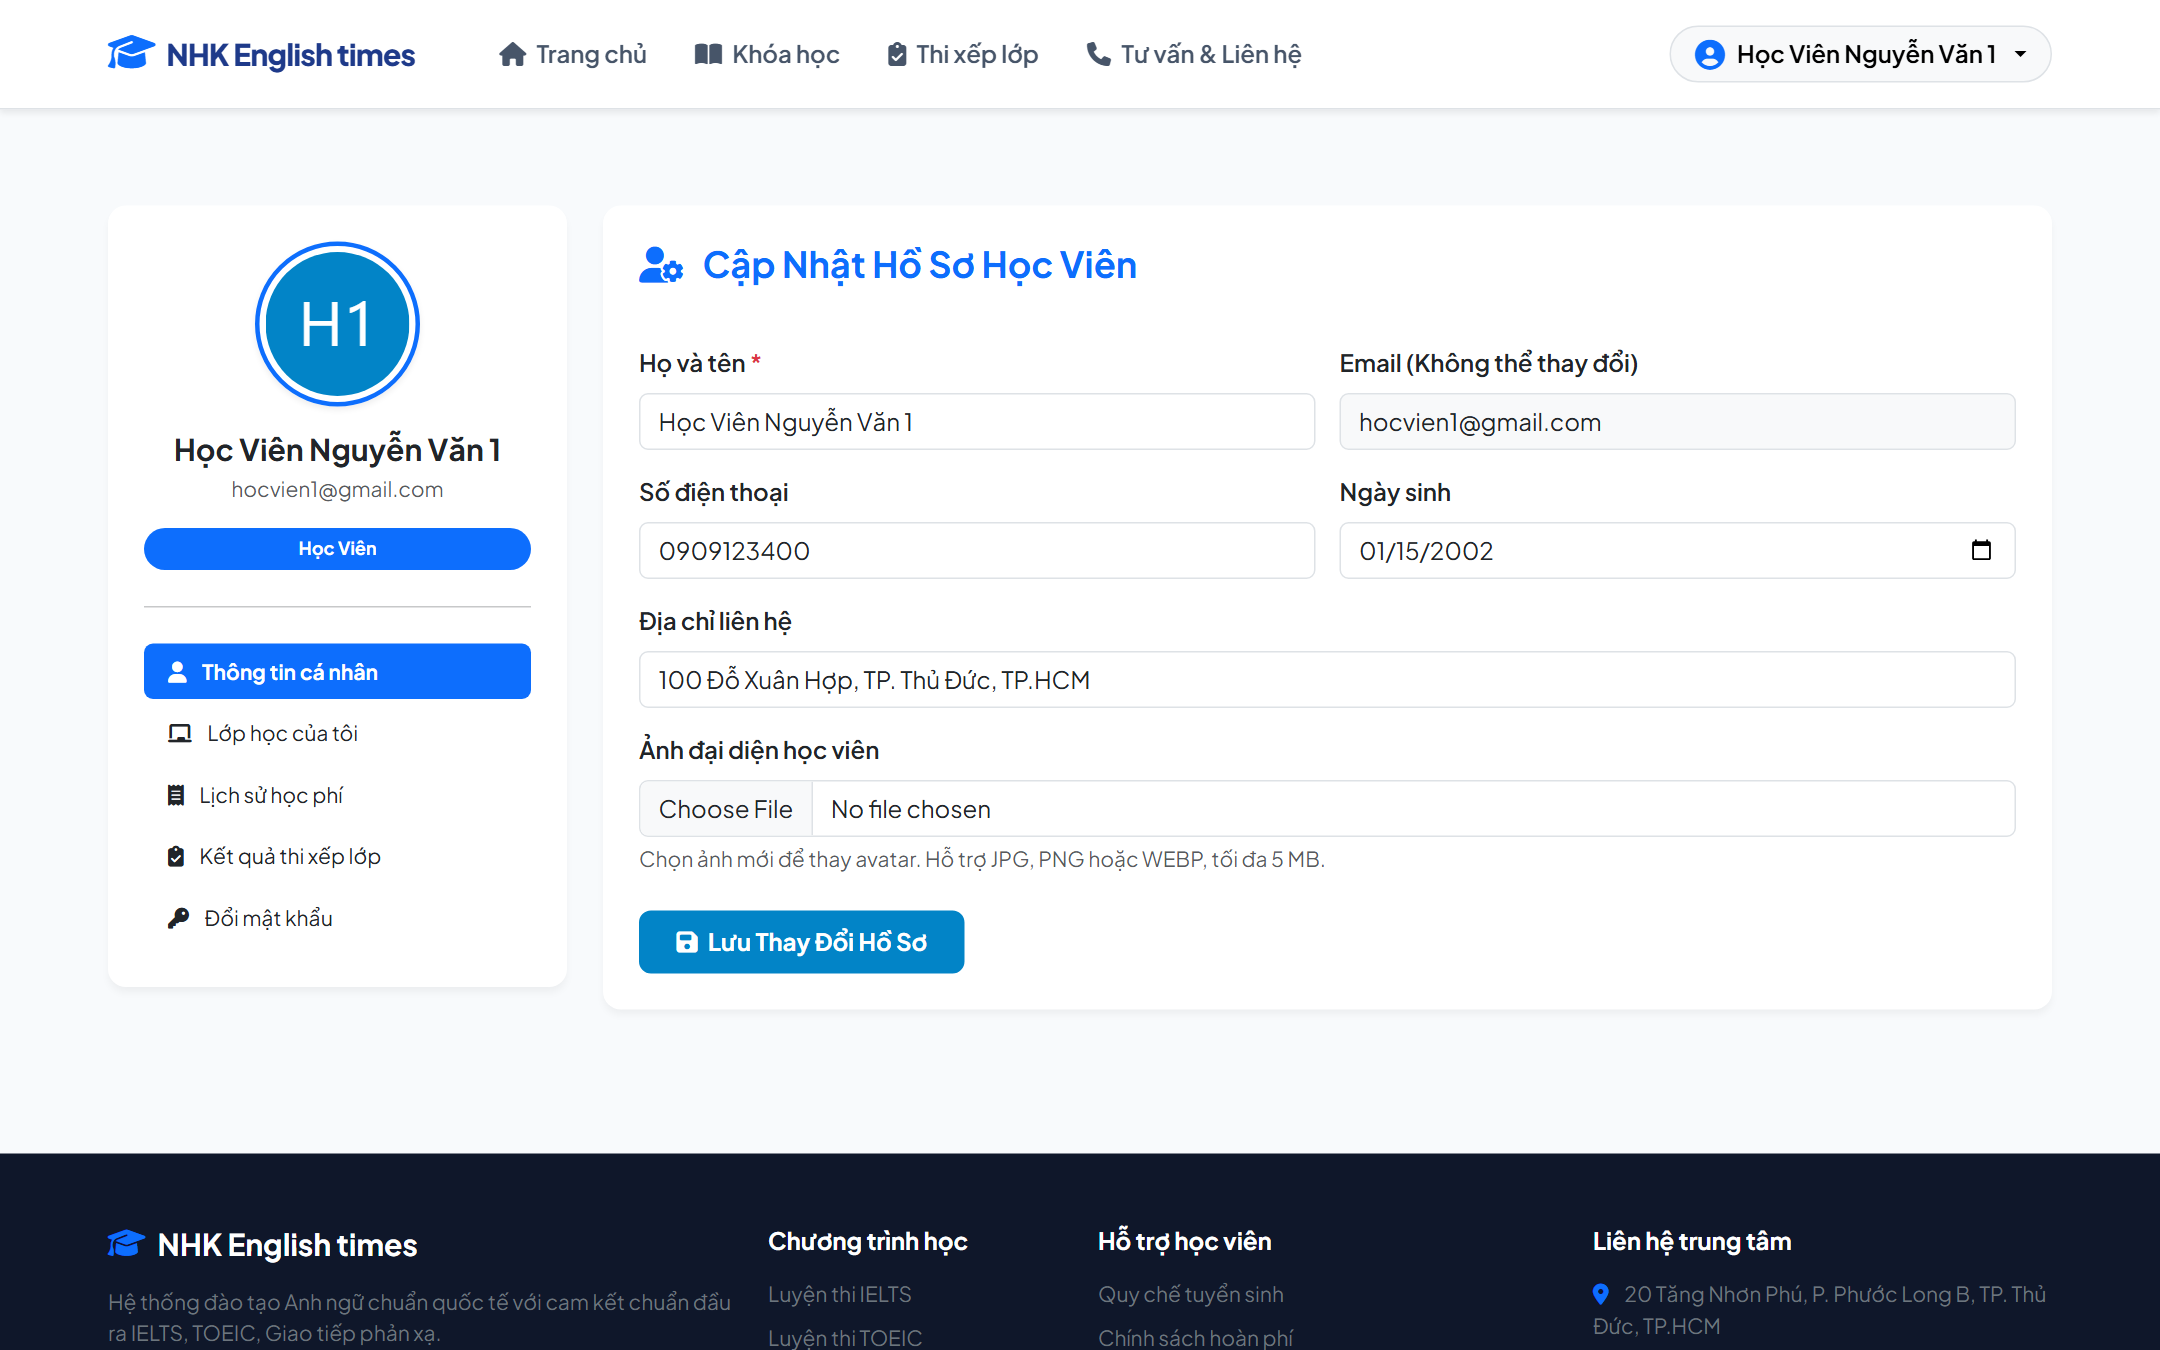 NHK English times
Trang chủ
Khóa học
Thi xếp lớp
Tư vấn & Liên hệ
Học Viên Nguyễn Văn 1
H1
Học Viên Nguyễn Văn 1
hocvien1@gmail.com
Học Viên
Thông tin cá nhân
Lớp học của tôi
Lịch sử học phí
Kết quả thi xếp lớp
Đổi mật khẩu
Cập Nhật Hồ Sơ Học Viên
Họ và tên *
Học Viên Nguyễn Văn 1
Email (Không thể thay đổi)
hocvien1@gmail.com
Số điện thoại
0909123400
Ngày sinh
01/15/2002
Địa chỉ liên hệ
100 Đỗ Xuân Hợp, TP. Thủ Đức, TP.HCM
Ảnh đại diện học viên
Choose File No file chosen
Chọn ảnh mới để thay avatar. Hỗ trợ JPG, PNG hoặc WEBP, tối đa 5 MB.
Lưu Thay Đổi Hồ Sơ
NHK English times
Hệ thống đào tạo Anh ngữ chuẩn quốc tế với cam kết chuẩn đầu
ra IELTS, TOEIC, Giao tiếp phản xạ.
Chương trình học
Luyện thi IELTS
Luyện thi TOEIC
Hỗ trợ học viên
Quy chế tuyển sinh
Chính sách hoàn phí
Liên hệ trung tâm
20 Tăng Nhơn Phú, P. Phước Long B, TP. Thủ
Đức, TP.HCM